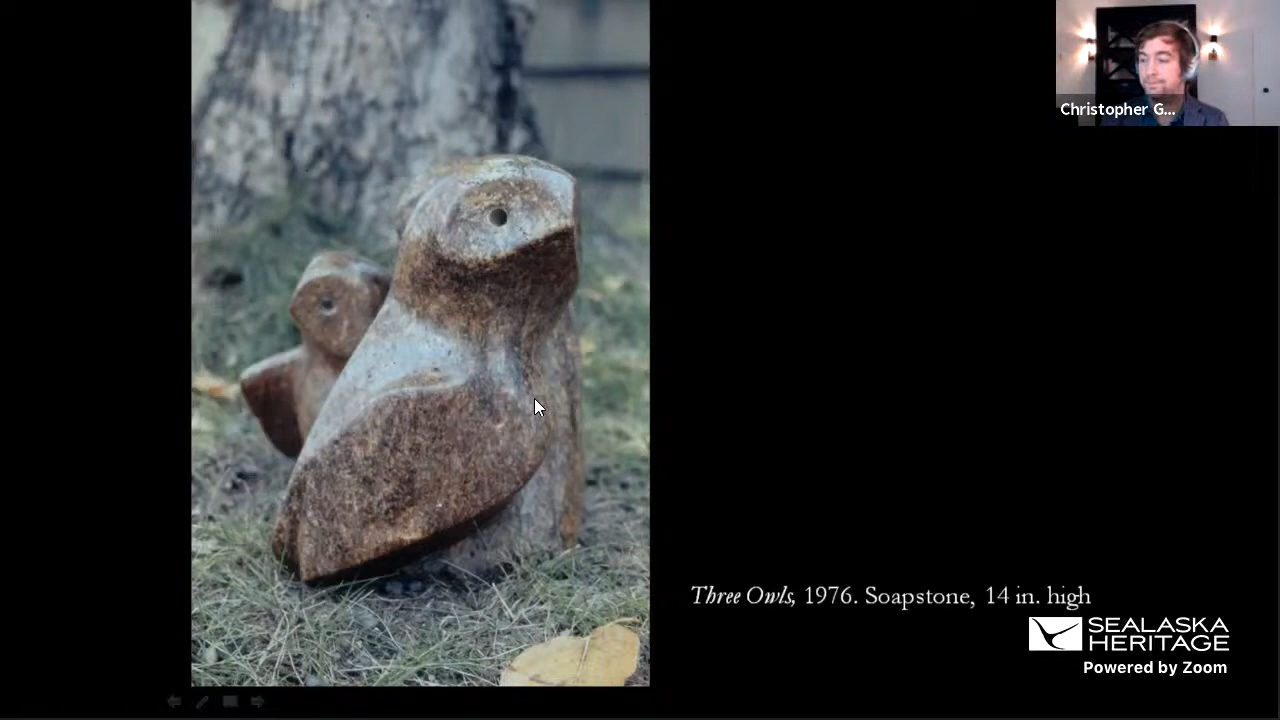 Christopher G...
Three Owls, 1976. Soapstone, 14 in. high
SEALASKA
HERITAGE
Powered by Zoom